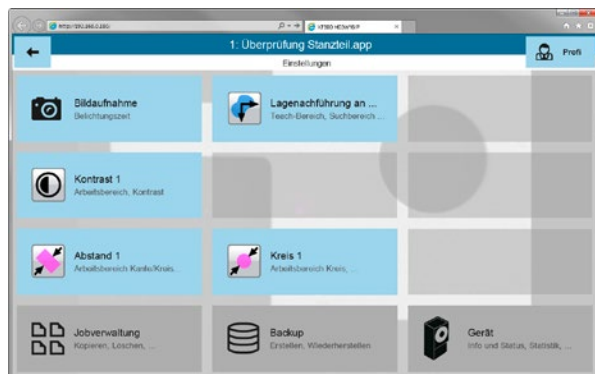 1: Überprüfung Stanzteil.app
Profi
Einstellungen
Bildaufnahme
Belichtungszeit
Lagenachführung an ...
Teach-Bereich, Suchbereich ...
Kontrast 1
Arbeitsbereich, Kontrast
Abstand 1
Arbeitsbereich Kante/Kreis...
Kreis 1
Arbeitsbereich Kreis, ...
Jobverwaltung
Kopieren, Löschen, ...
Backup
Erstellen, Wiederherstellen
Gerät
Info und Status, Statistik, ...